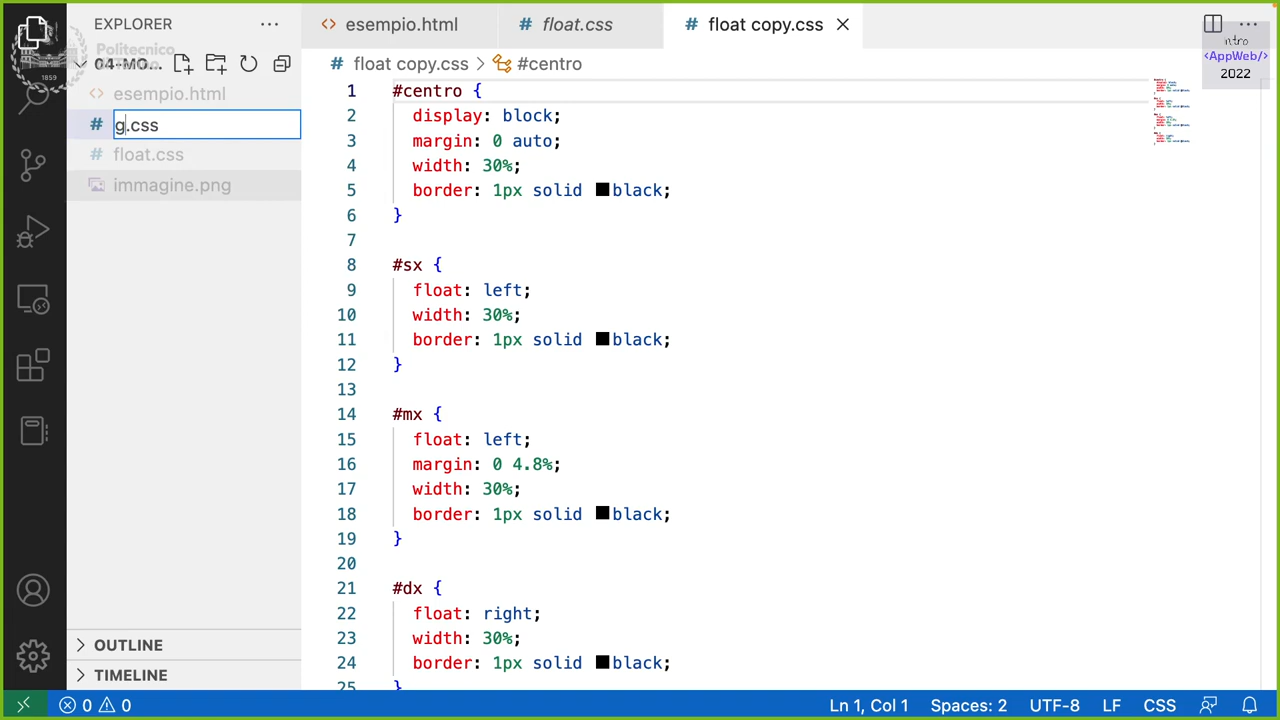 EXPLORER
Politecnico
1859
04-MO...
esempio.html
g.css
float.css
immagine.png
OUTLINE
TIMELINE
esempio.html
float.css
float copy.css
ntro
<AppWeb/>
2022
float copy.css > #centro
1 #centro {
2 display: block;
3 margin: 0 auto;
4 width: 30%;
5 border: 1px solid black;
6 }
7
8 #sx {
9 float: left;
10 width: 30%;
11 border: 1px solid black;
12 }
13
14 #mx {
15 float: left;
16 margin: 0 4.8%;
17 width: 30%;
18 border: 1px solid black;
19 }
20
21 #dx {
22 float: right;
23 width: 30%;
24 border: 1px solid black;
25 }
0 0 Ln 1, Col 1 Spaces: 2 UTF-8 LF CSS